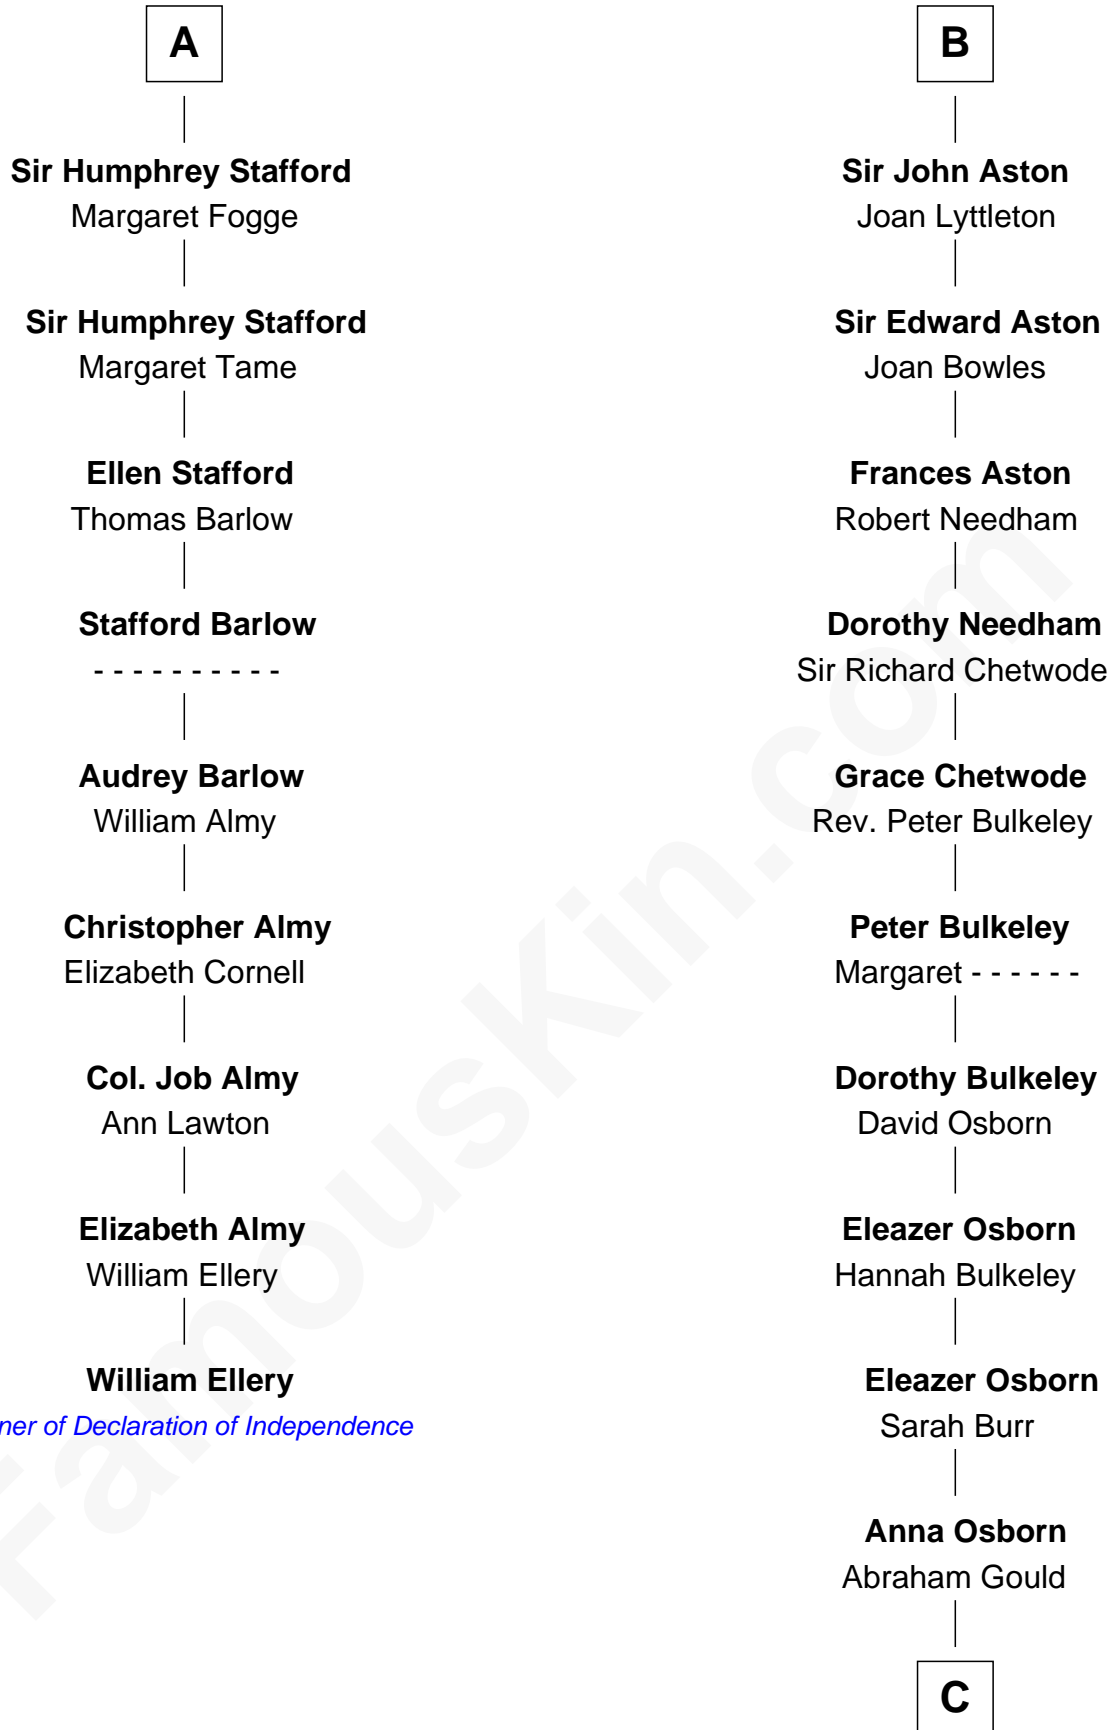 A
Sir Humphrey Stafford
Margaret Fogge
Sir Humphrey Stafford
Margaret Tame
Ellen Stafford
Thomas Barlow
Stafford Barlow
- - - - - - - - - -
Audrey Barlow
William Almy
Christopher Almy
Elizabeth Cornell
Col. Job Almy
Ann Lawton
Elizabeth Almy
William Ellery
William Ellery
ner of Declaration of Independence
B
Sir John Aston
Joan Lyttleton
Sir Edward Aston
Joan Bowles
Frances Aston
Robert Needham
Dorothy Needham
Sir Richard Chetwode
Grace Chetwode
Rev. Peter Bulkeley
Peter Bulkeley
Margaret - - - - - -
Dorothy Bulkeley
David Osborn
Eleazer Osborn
Hannah Bulkeley
Eleazer Osborn
Sarah Burr
Anna Osborn
Abraham Gould
C
FamousKin.com